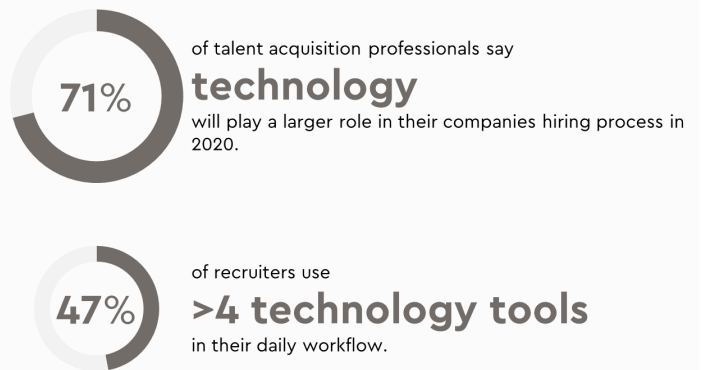 71%
of talent acquisition professionals say
technology
will play a larger role in their companies hiring process in
2020.
47%
of recruiters use
>4 technology tools
in their daily workflow.